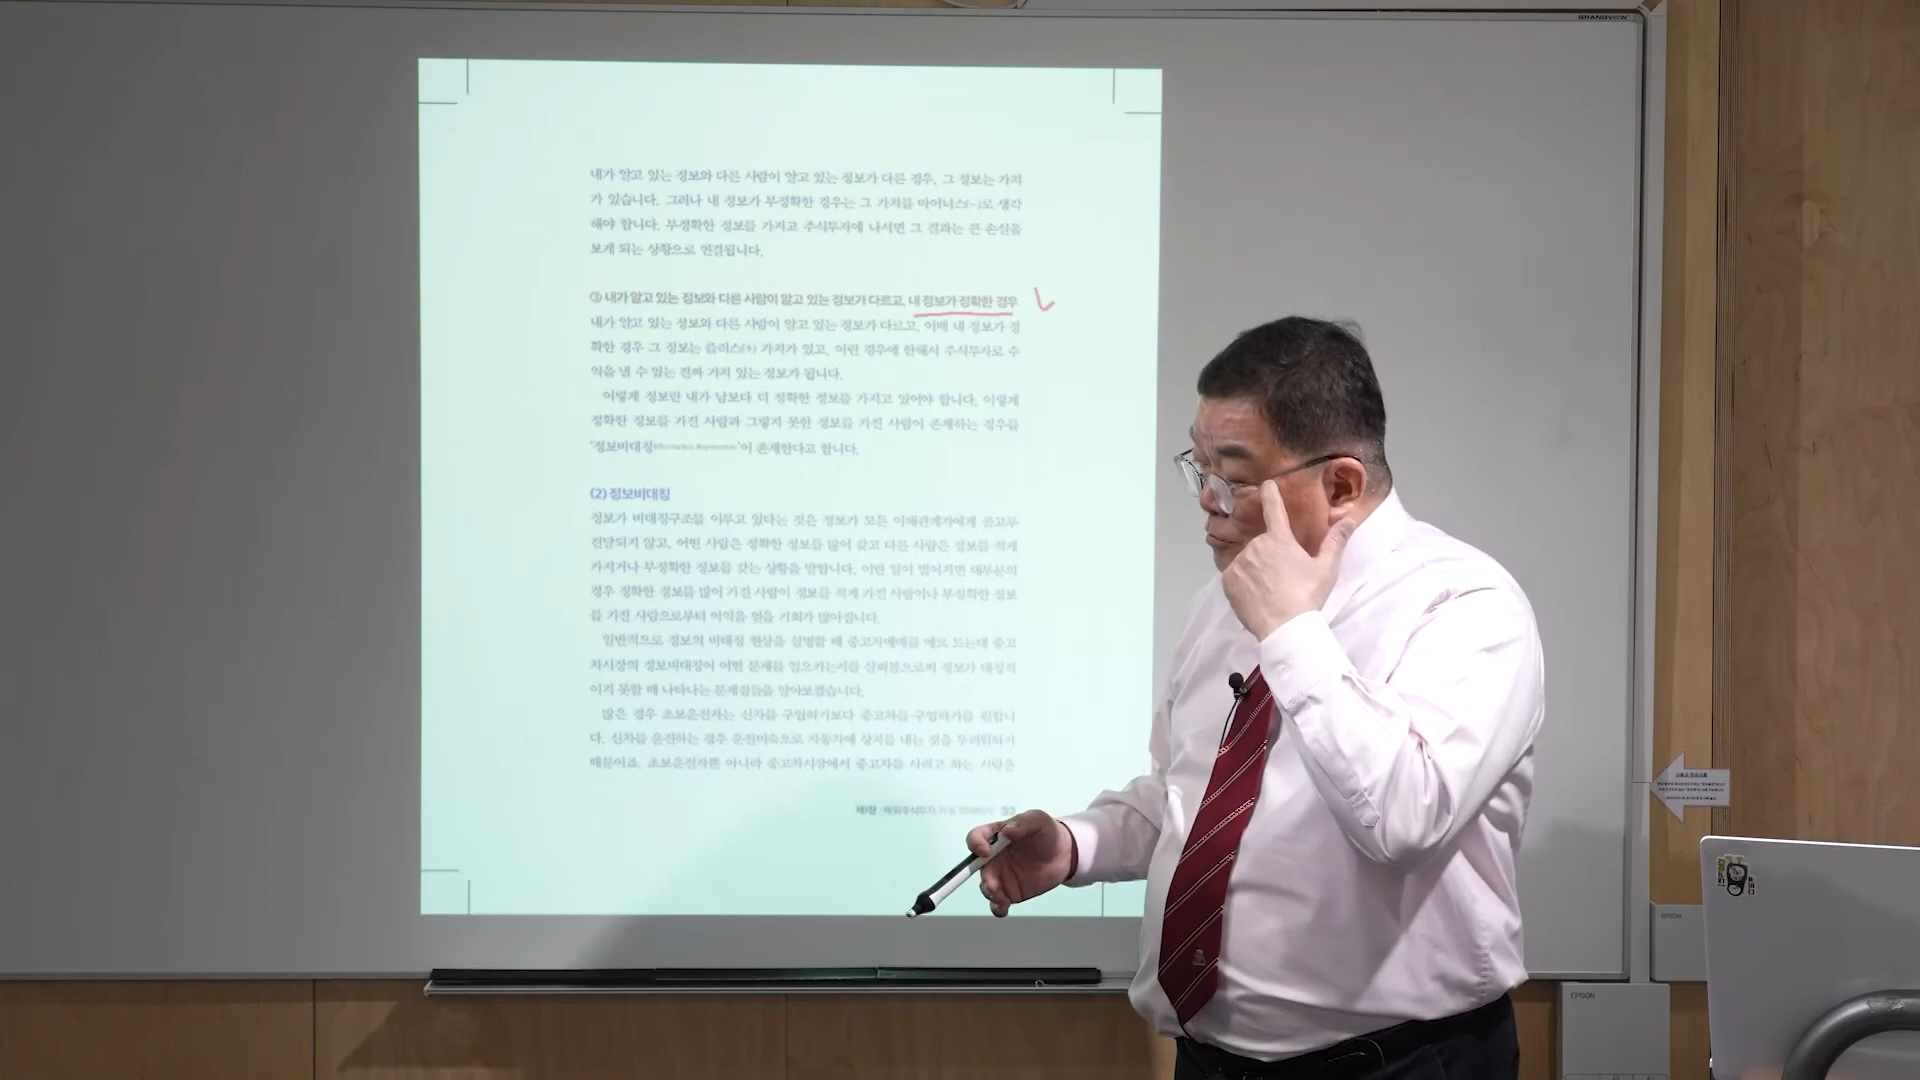 GRANDVIEW
내가 알고 있는 정보와 다른 사람이 알고 있는 정보가 다른 경우, 그 정보는 가치
가 있습니다. 그러나 내 정보가 부정확한 경우는 그 가치를 마이너스(-)로 생각
해야 합니다. 부정확한 정보를 가지고 주식투자에 나서면 그 결과는 큰 손실을
보게 되는 상황으로 연결됩니다.
③ 내가 알고 있는 정보와 다른 사람이 알고 있는 정보가 다르고, 내 정보가 정확한 경우
내가 알고 있는 정보와 다른 사람이 알고 있는 정보가 다르고, 이때 내 정보가 정
확한 경우 그 정보는 플러스(+) 가치가 있고, 이런 경우에 한해서 주식투자로 수
익을 낼 수 있는 진짜 가치 있는 정보가 됩니다.
이렇게 정보란 내가 남보다 더 정확한 정보를 가지고 있어야 합니다. 이렇게
정확한 정보를 가진 사람과 그렇지 못한 정보를 가진 사람이 존재하는 경우를
'정보비대칭'이 존재한다고 합니다.
(2) 정보비대칭
정보가 비대칭구조를 이루고 있다는 것은 정보가 모든 이해관계자에게 골고루
전달되지 않고, 어떤 사람은 정확한 정보를 많이 갖고 다른 사람은 정보를 적게
가지거나 부정확한 정보를 갖는 상황을 말합니다. 이런 일이 벌어지면 대부분의
경우 정확한 정보를 많이 가진 사람이 정보를 적게 가진 사람이나 부정확한 정보
를 가진 사람으로부터 이익을 얻을 기회가 많아집니다.
일반적으로 정보의 비대칭 현상을 설명할 때 중고차매매를 예로 드는데 중고
차시장의 정보비대칭이 어떤 문제를 일으키는지를 살펴봄으로써 정보가 대칭적
이지 못할 때 나타나는 문제점들을 알아보겠습니다.
많은 경우 초보운전자는 신차를 구입하기보다 중고차를 구입하기를 원합니
다. 신차를 운전하는 경우 운전미숙으로 자동차에 상처를 내는 것을 두려워하기
때문이죠. 초보운전자뿐 아니라 중고차시장에서 중고차를 사려고 하는 사람은
제1장 · 해외주식투자 33
EPSON
EPSON